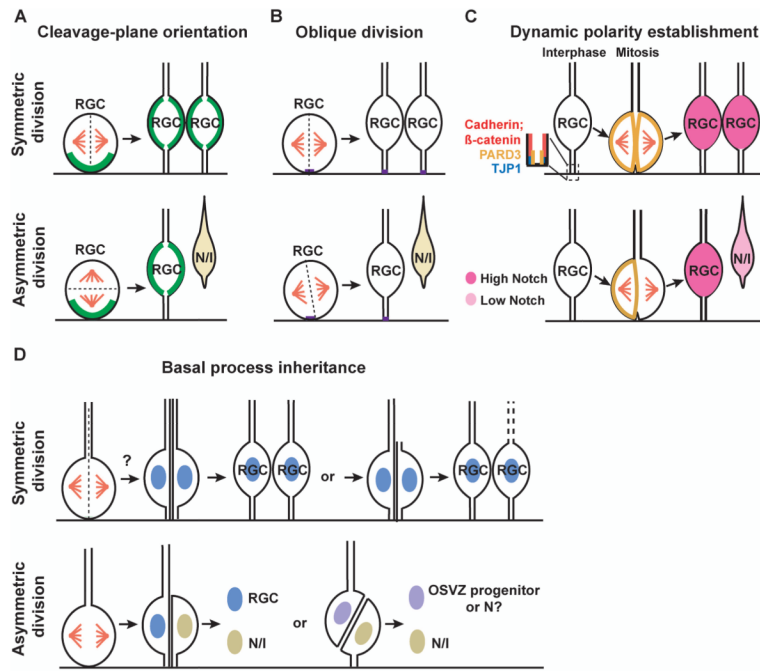 A
Cleavage-plane orientation
Symmetric
division
RGC
RGC
RGC
Asymmetric
division
RGC
RGC
N/I
B
Oblique division
RGC
RGC
RGC
RGC
RGC
N/I
C
Dynamic polarity establishment
Interphase
Mitosis
RGC
RGC
RGC
Cadherin;
ß-catenin
PARD3
TJP1
RGC
RGC
N/I
High Notch
Low Notch
D
Basal process inheritance
Symmetric
division
?
RGC
RGC
or
RGC
RGC
Asymmetric
division
RGC
N/I
or
OSVZ progenitor
or N?
N/I